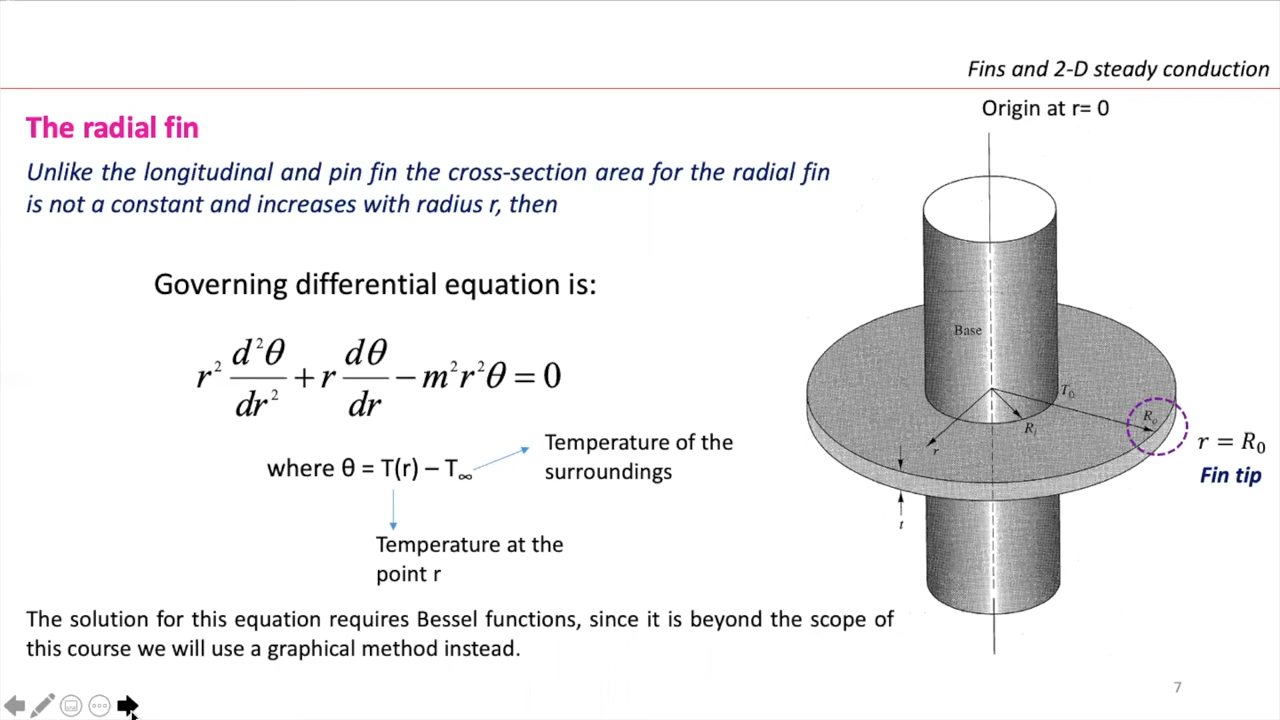 Fins and 2-D steady conduction
Origin at r= 0
The radial fin
Unlike the longitudinal and pin fin the cross-section area for the radial fin
is not a constant and increases with radius r, then
Governing differential equation is:
r² d²θ/dr² + r dθ/dr − m²r²θ = 0
where θ = T(r) – T∞
Temperature of the
surroundings
Temperature at the
point r
Base
T₀
Rᵢ
Rₒ
r
t
r = R₀
Fin tip
The solution for this equation requires Bessel functions, since it is beyond the scope of
this course we will use a graphical method instead.
7